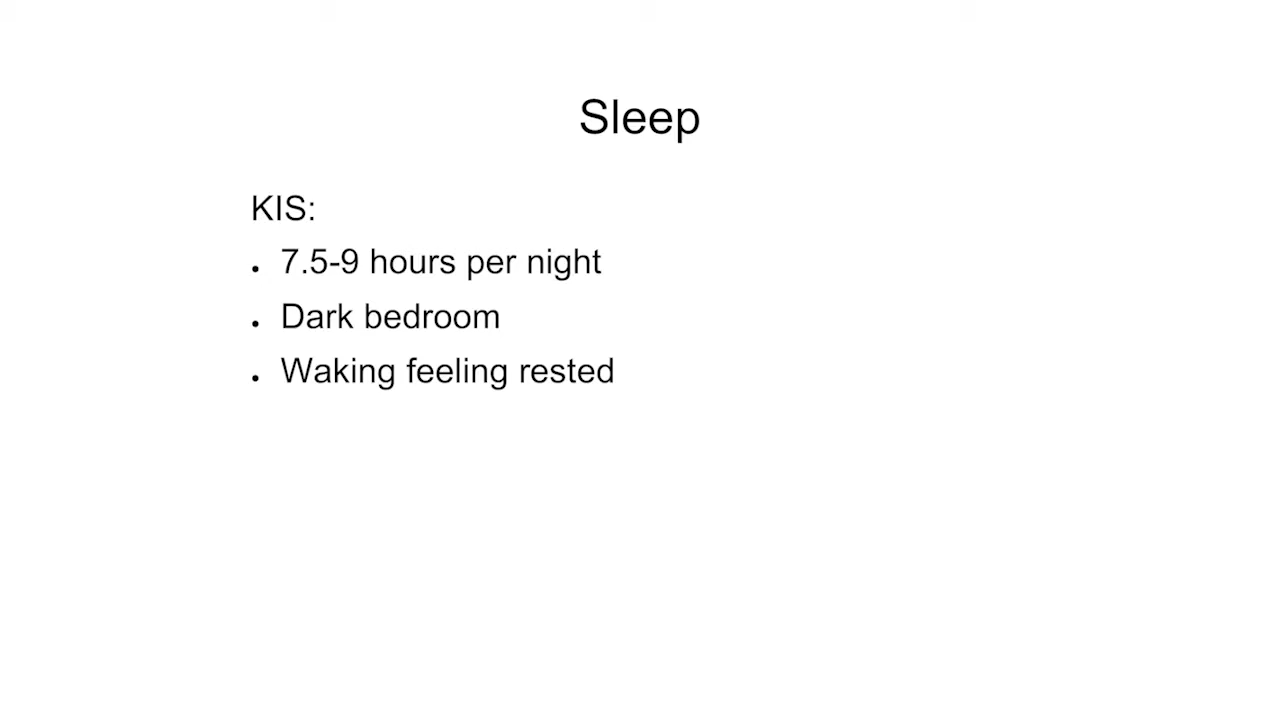 Sleep
KIS:
• 7.5-9 hours per night
• Dark bedroom
• Waking feeling rested